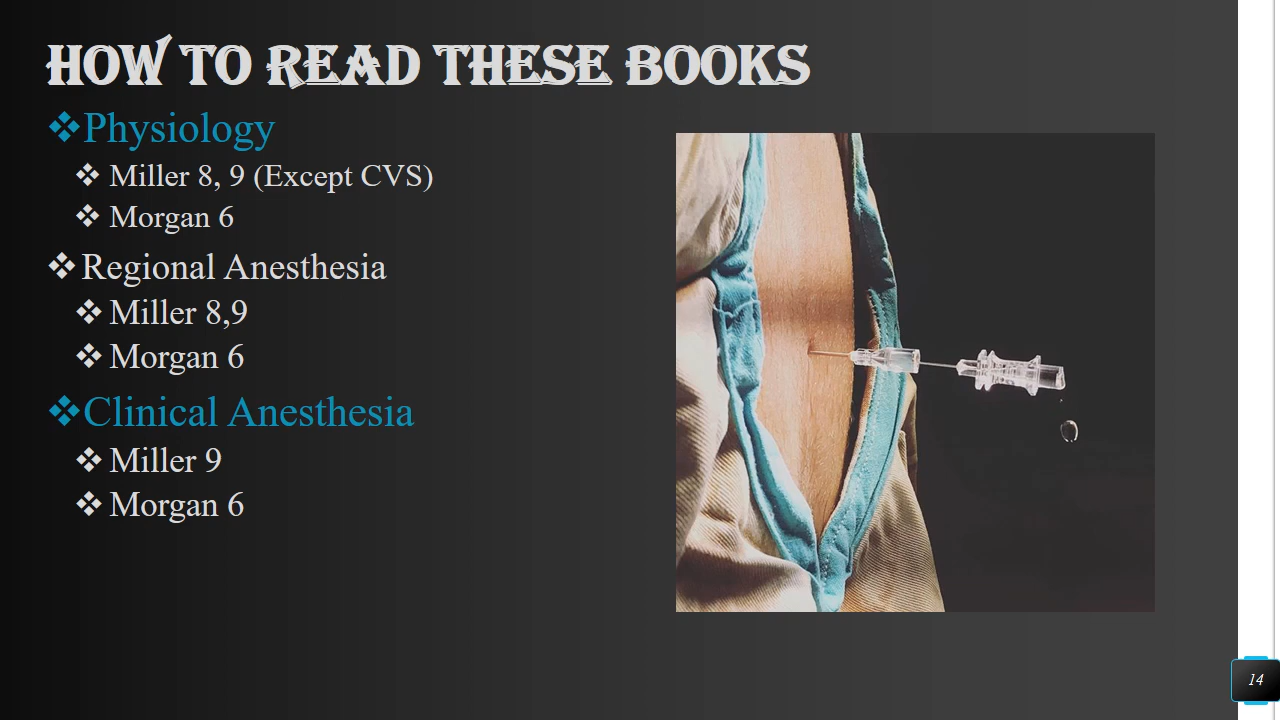 HOW TO READ THESE BOOKS
❖Physiology
❖ Miller 8, 9 (Except CVS)
❖ Morgan 6
❖ Regional Anesthesia
❖ Miller 8,9
❖ Morgan 6
❖Clinical Anesthesia
❖ Miller 9
❖ Morgan 6
14